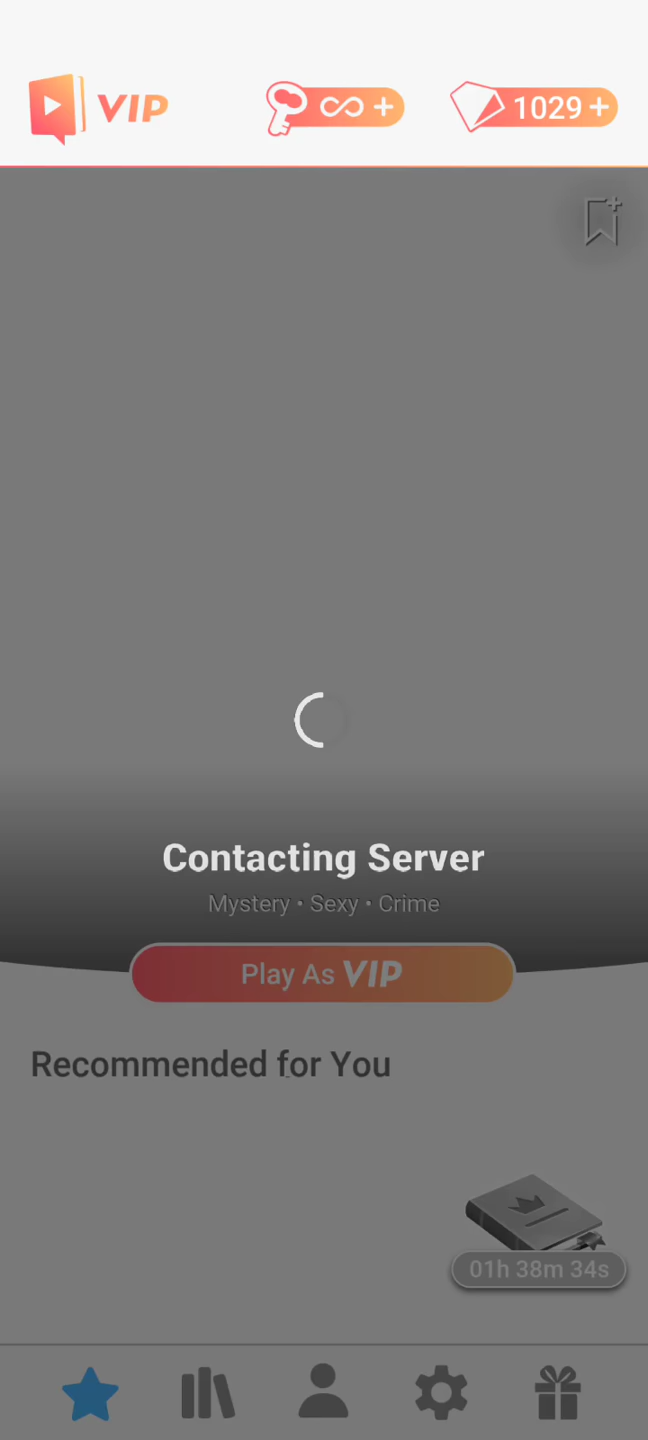 VIP
∞ +
1029 +
Contacting Server
Mystery • Sexy • Crime
Play As VIP
Recommended for You
01h 38m 34s